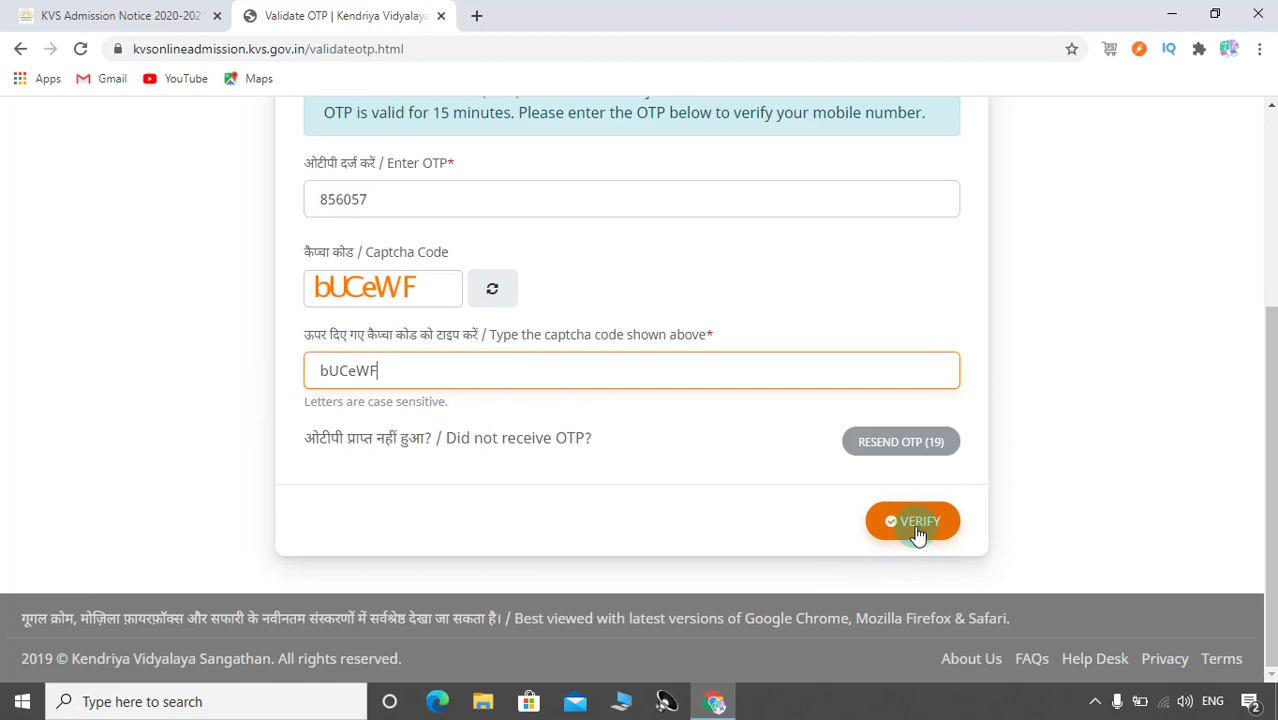 KVS Admission Notice 2020-202
Validate OTP | Kendriya Vidyalaya
kvsonlineadmission.kvs.gov.in/validateotp.html
IQ
Apps Gmail YouTube Maps
OTP is valid for 15 minutes. Please enter the OTP below to verify your mobile number.
ओटीपी दर्ज करें / Enter OTP*
856057
कैप्चा कोड / Captcha Code
bUCeWF
ऊपर दिए गए कैप्चा कोड को टाइप करें / Type the captcha code shown above*
bUCeWF
Letters are case sensitive.
ओटीपी प्राप्त नहीं हुआ? / Did not receive OTP?
RESEND OTP (19)
VERIFY
गूगल क्रोम, मोज़िला फ़ायरफ़ॉक्स और सफारी के नवीनतम संस्करणों में सर्वश्रेष्ठ देखा जा सकता है। / Best viewed with latest versions of Google Chrome, Mozilla Firefox & Safari.
2019 © Kendriya Vidyalaya Sangathan. All rights reserved.
About Us FAQs Help Desk Privacy Terms
Type here to search
ENG
2